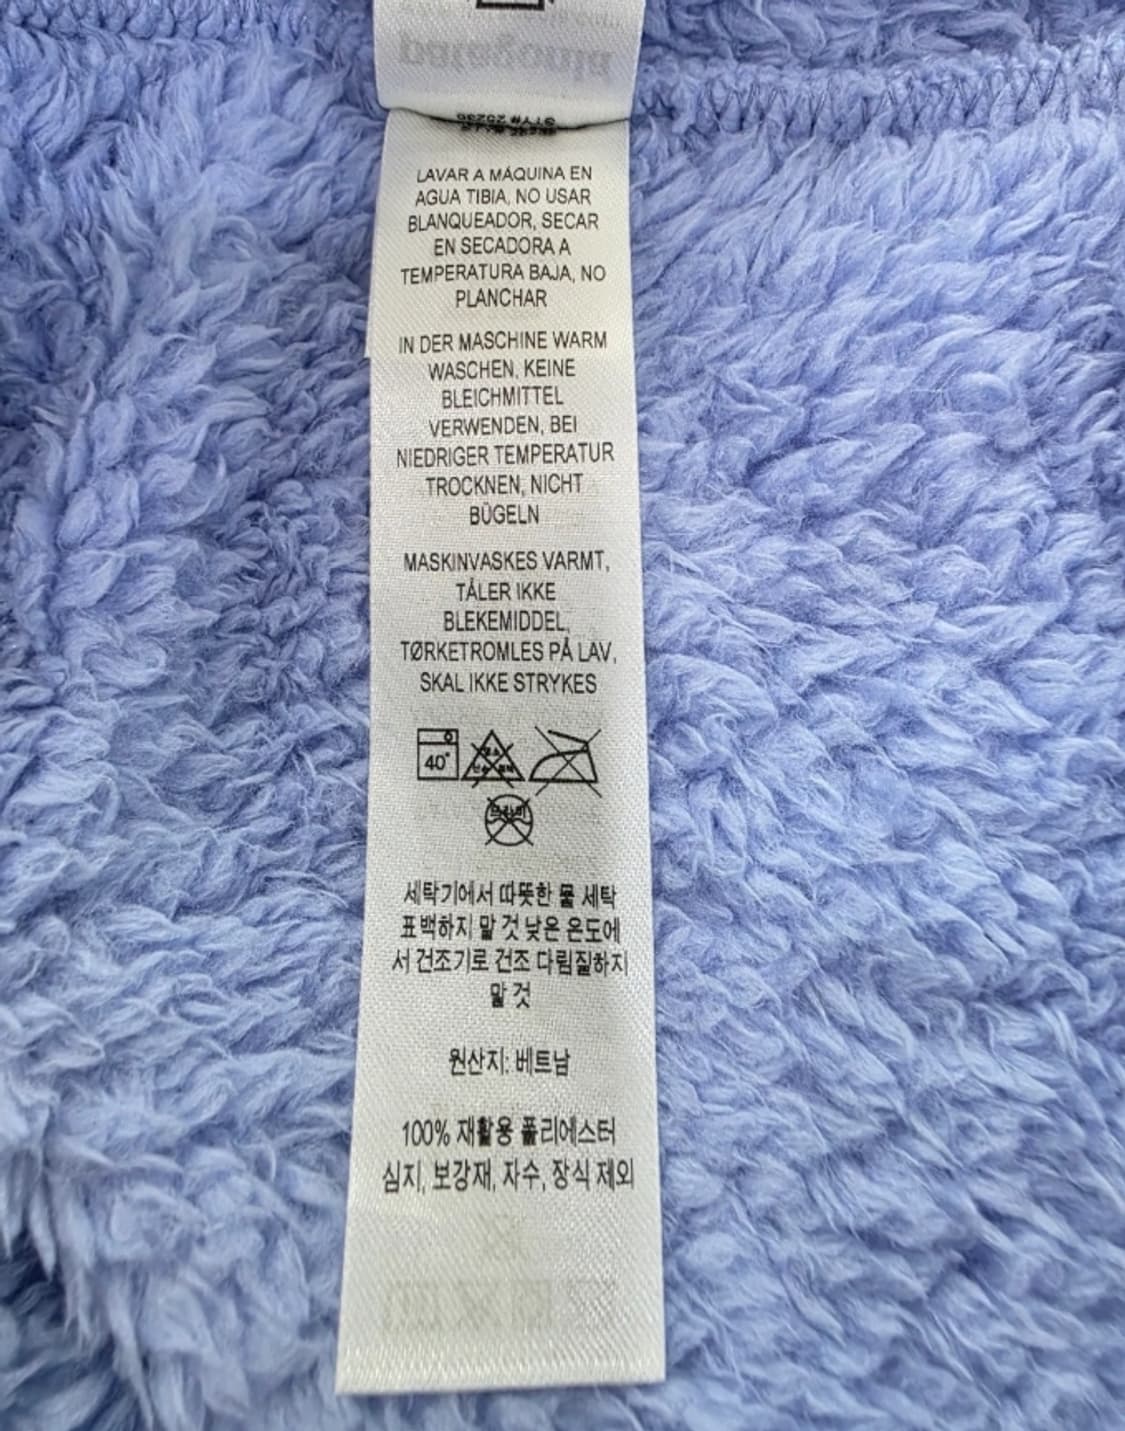 patagonia
STY# 25236
LAVAR A MÁQUINA EN
AGUA TIBIA, NO USAR
BLANQUEADOR, SECAR
EN SECADORA A
TEMPERATURA BAJA, NO
PLANCHAR
IN DER MASCHINE WARM
WASCHEN, KEINE
BLEICHMITTEL
VERWENDEN, BEI
NIEDRIGER TEMPERATUR
TROCKNEN, NICHT
BÜGELN
MASKINVASKES VARMT,
TÅLER IKKE
BLEKEMIDDEL,
TØRKETROMLES PÅ LAV,
SKAL IKKE STRYKES
40°
세탁기에서 따뜻한 물 세탁
표백하지 말 것 낮은 온도에
서 건조기로 건조 다림질하지
말 것
원산지: 베트남
100% 재활용 폴리에스터
심지, 보강재, 자수, 장식 제외